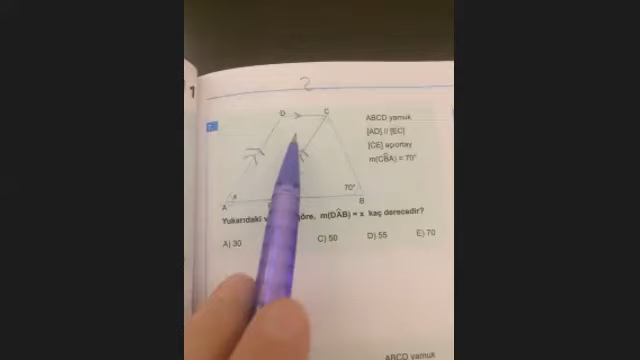 1
2
D
C
ABCD yamuk
[AD] // [EC]
[CE] açıortay
m(CBA) = 70°
x
70°
A
B
Yukarıdaki göre, m(DAB) = x kaç derecedir?
A) 30
C) 50
D) 55
E) 70
ABCD yamuk